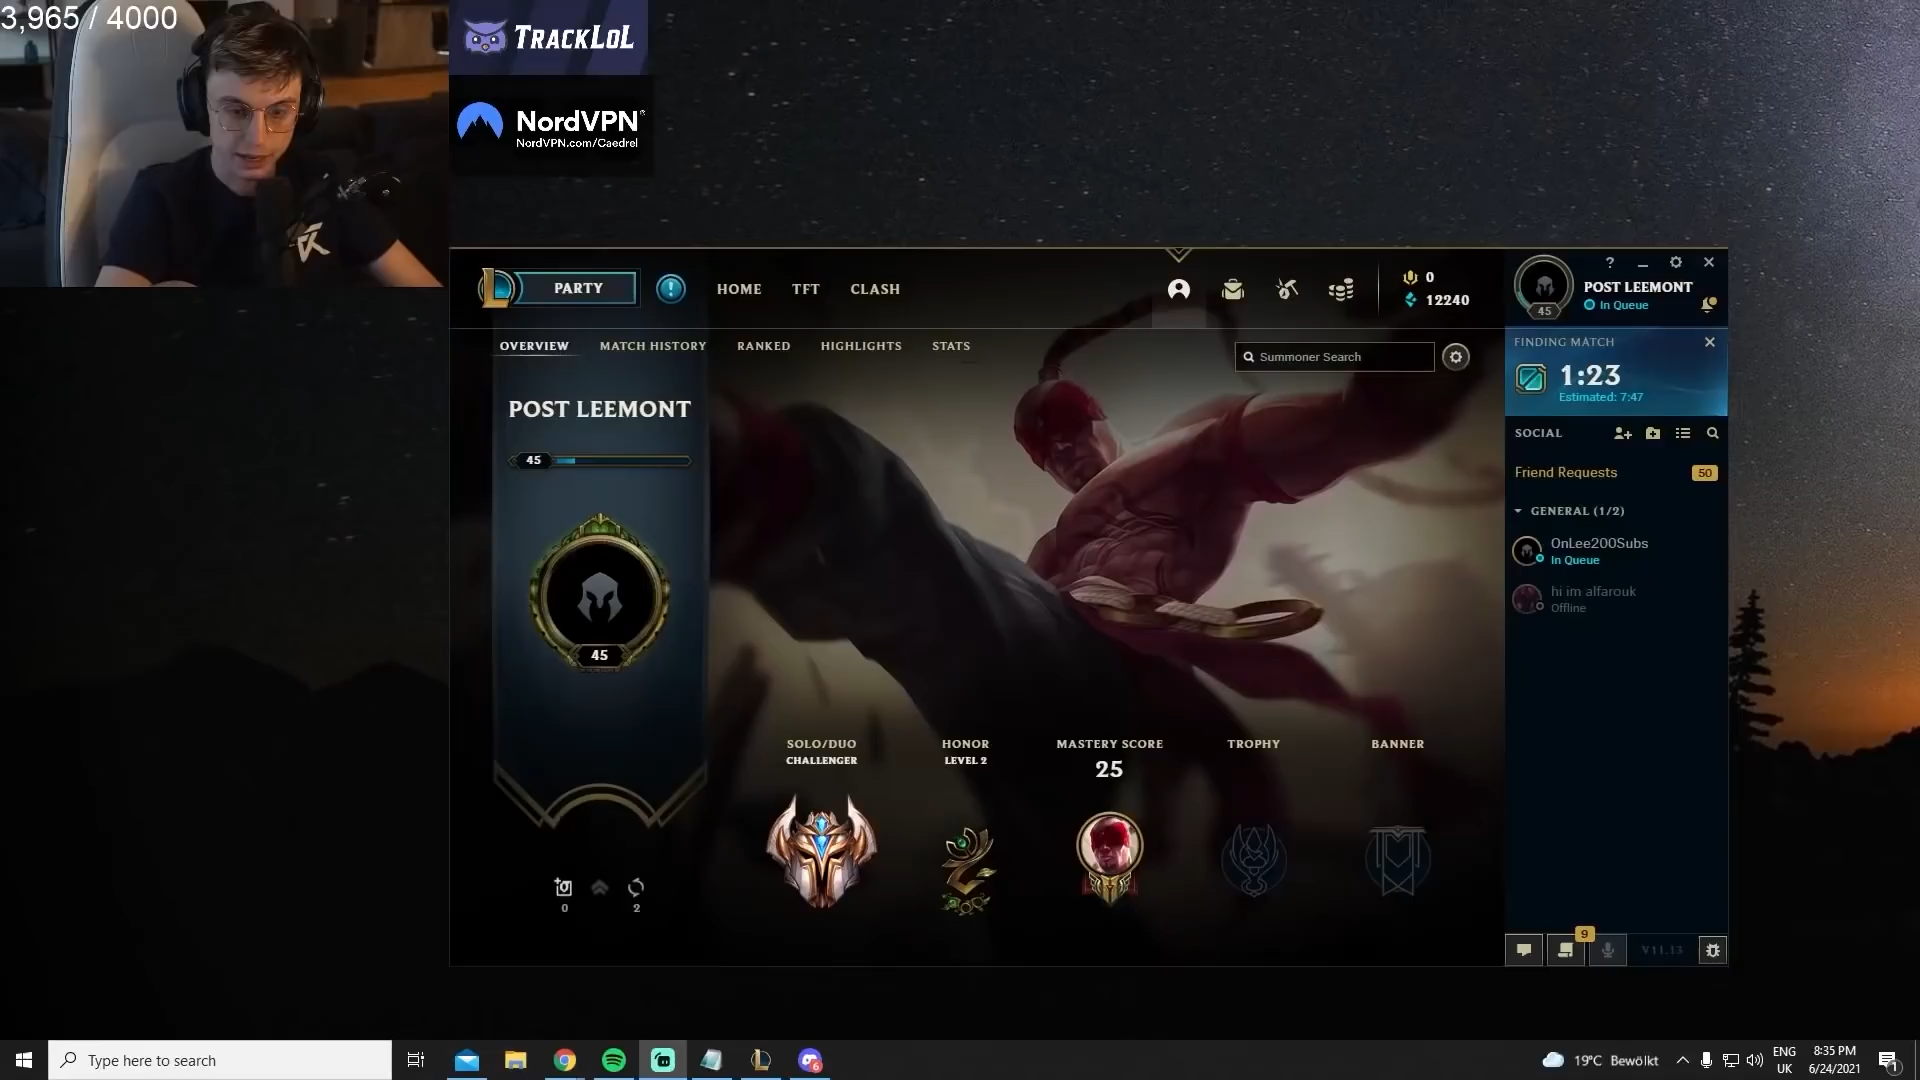 3,965 / 4000
TRACKLOL
NordVPN®
NordVPN.com/Caedrel
PARTY
HOME
TFT
CLASH
0
12240
45
POST LEEMONT
In Queue
OVERVIEW
MATCH HISTORY
RANKED
HIGHLIGHTS
STATS
Summoner Search
FINDING MATCH
1:23
Estimated: 7:47
SOCIAL
Friend Requests
50
GENERAL (1/2)
OnLee200Subs
In Queue
hi im alfarouk
Offline
POST LEEMONT
45
45
SOLO/DUO
CHALLENGER
HONOR
LEVEL 2
MASTERY SCORE
25
TROPHY
BANNER
0
2
9
V11.13
Type here to search
6
19°C Bewölkt
ENG
UK
8:35 PM
6/24/2021
1